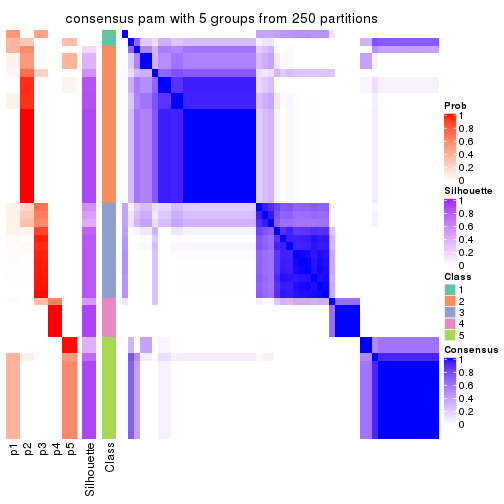 consensus pam with 5 groups from 250 partitions
Prob
1
0.8
0.6
0.4
0.2
0
Silhouette
1
0.8
0.6
0.4
0.2
0
Class
1
2
3
4
5
Consensus
1
0.8
0.6
0.4
0.2
0
p1
p2
p3
p4
p5
Silhouette
Class